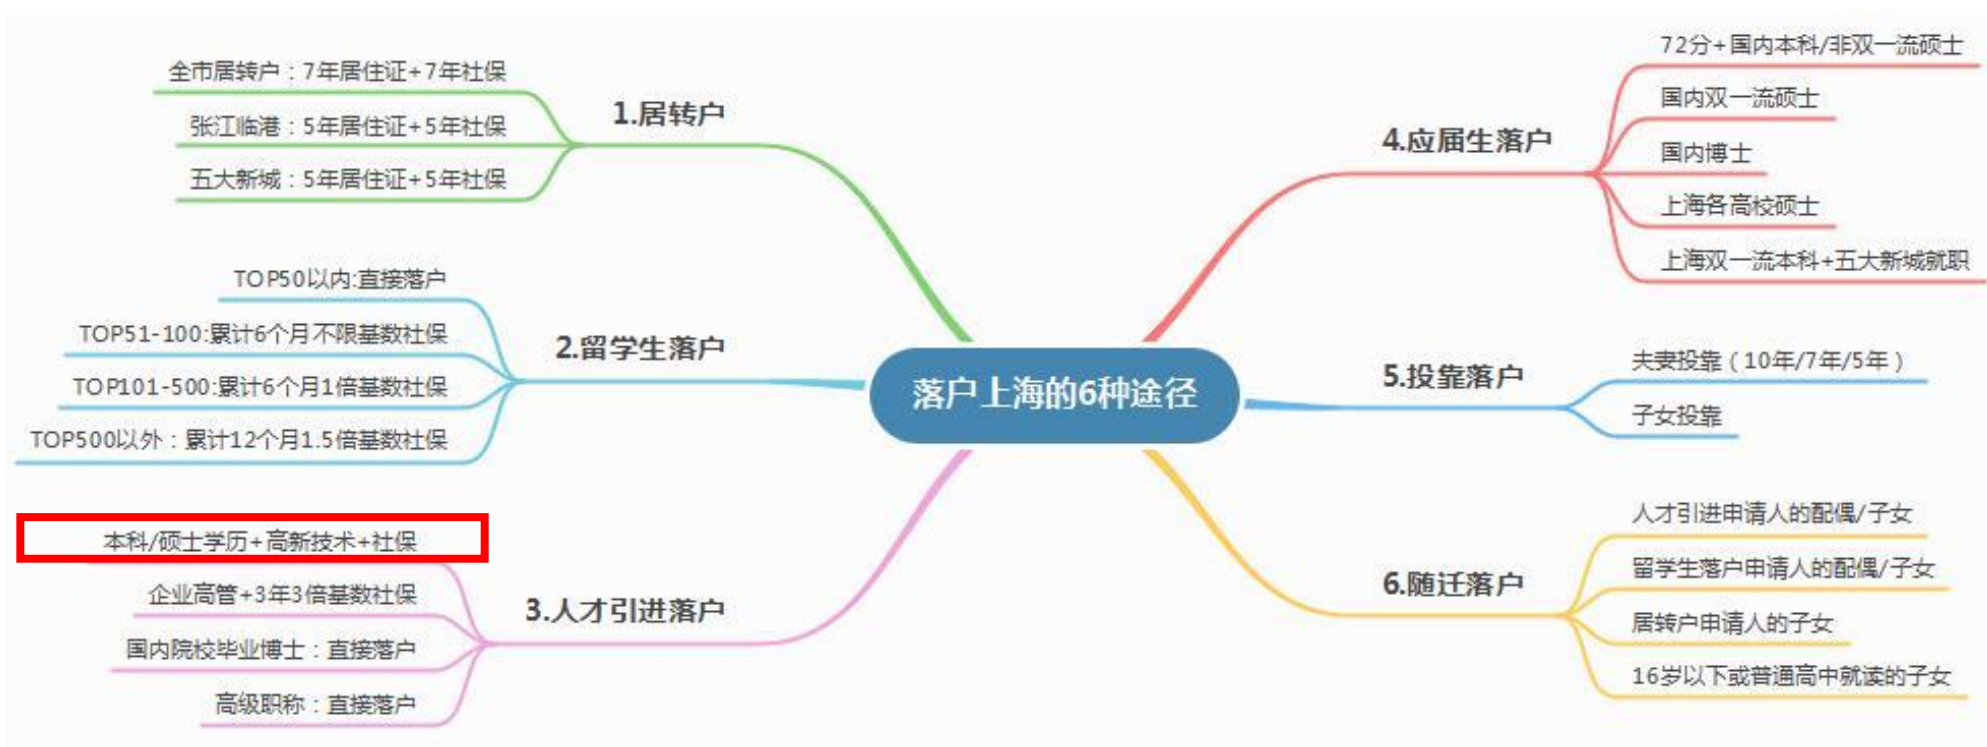 落户上海的6种途径
1.居转户
全市居转户：7年居住证+7年社保
张江临港：5年居住证+5年社保
五大新城：5年居住证+5年社保
2.留学生落户
TOP50以内:直接落户
TOP51-100:累计6个月不限基数社保
TOP101-500:累计6个月1倍基数社保
TOP500以外：累计12个月1.5倍基数社保
3.人才引进落户
本科/硕士学历+高新技术+社保
企业高管+3年3倍基数社保
国内院校毕业博士：直接落户
高级职称：直接落户
4.应届生落户
72分+国内本科/非双一流硕士
国内双一流硕士
国内博士
上海各高校硕士
上海双一流本科+五大新城就职
5.投靠落户
夫妻投靠（10年/7年/5年）
子女投靠
6.随迁落户
人才引进申请人的配偶/子女
留学生落户申请人的配偶/子女
居转户申请人的子女
16岁以下或普通高中就读的子女